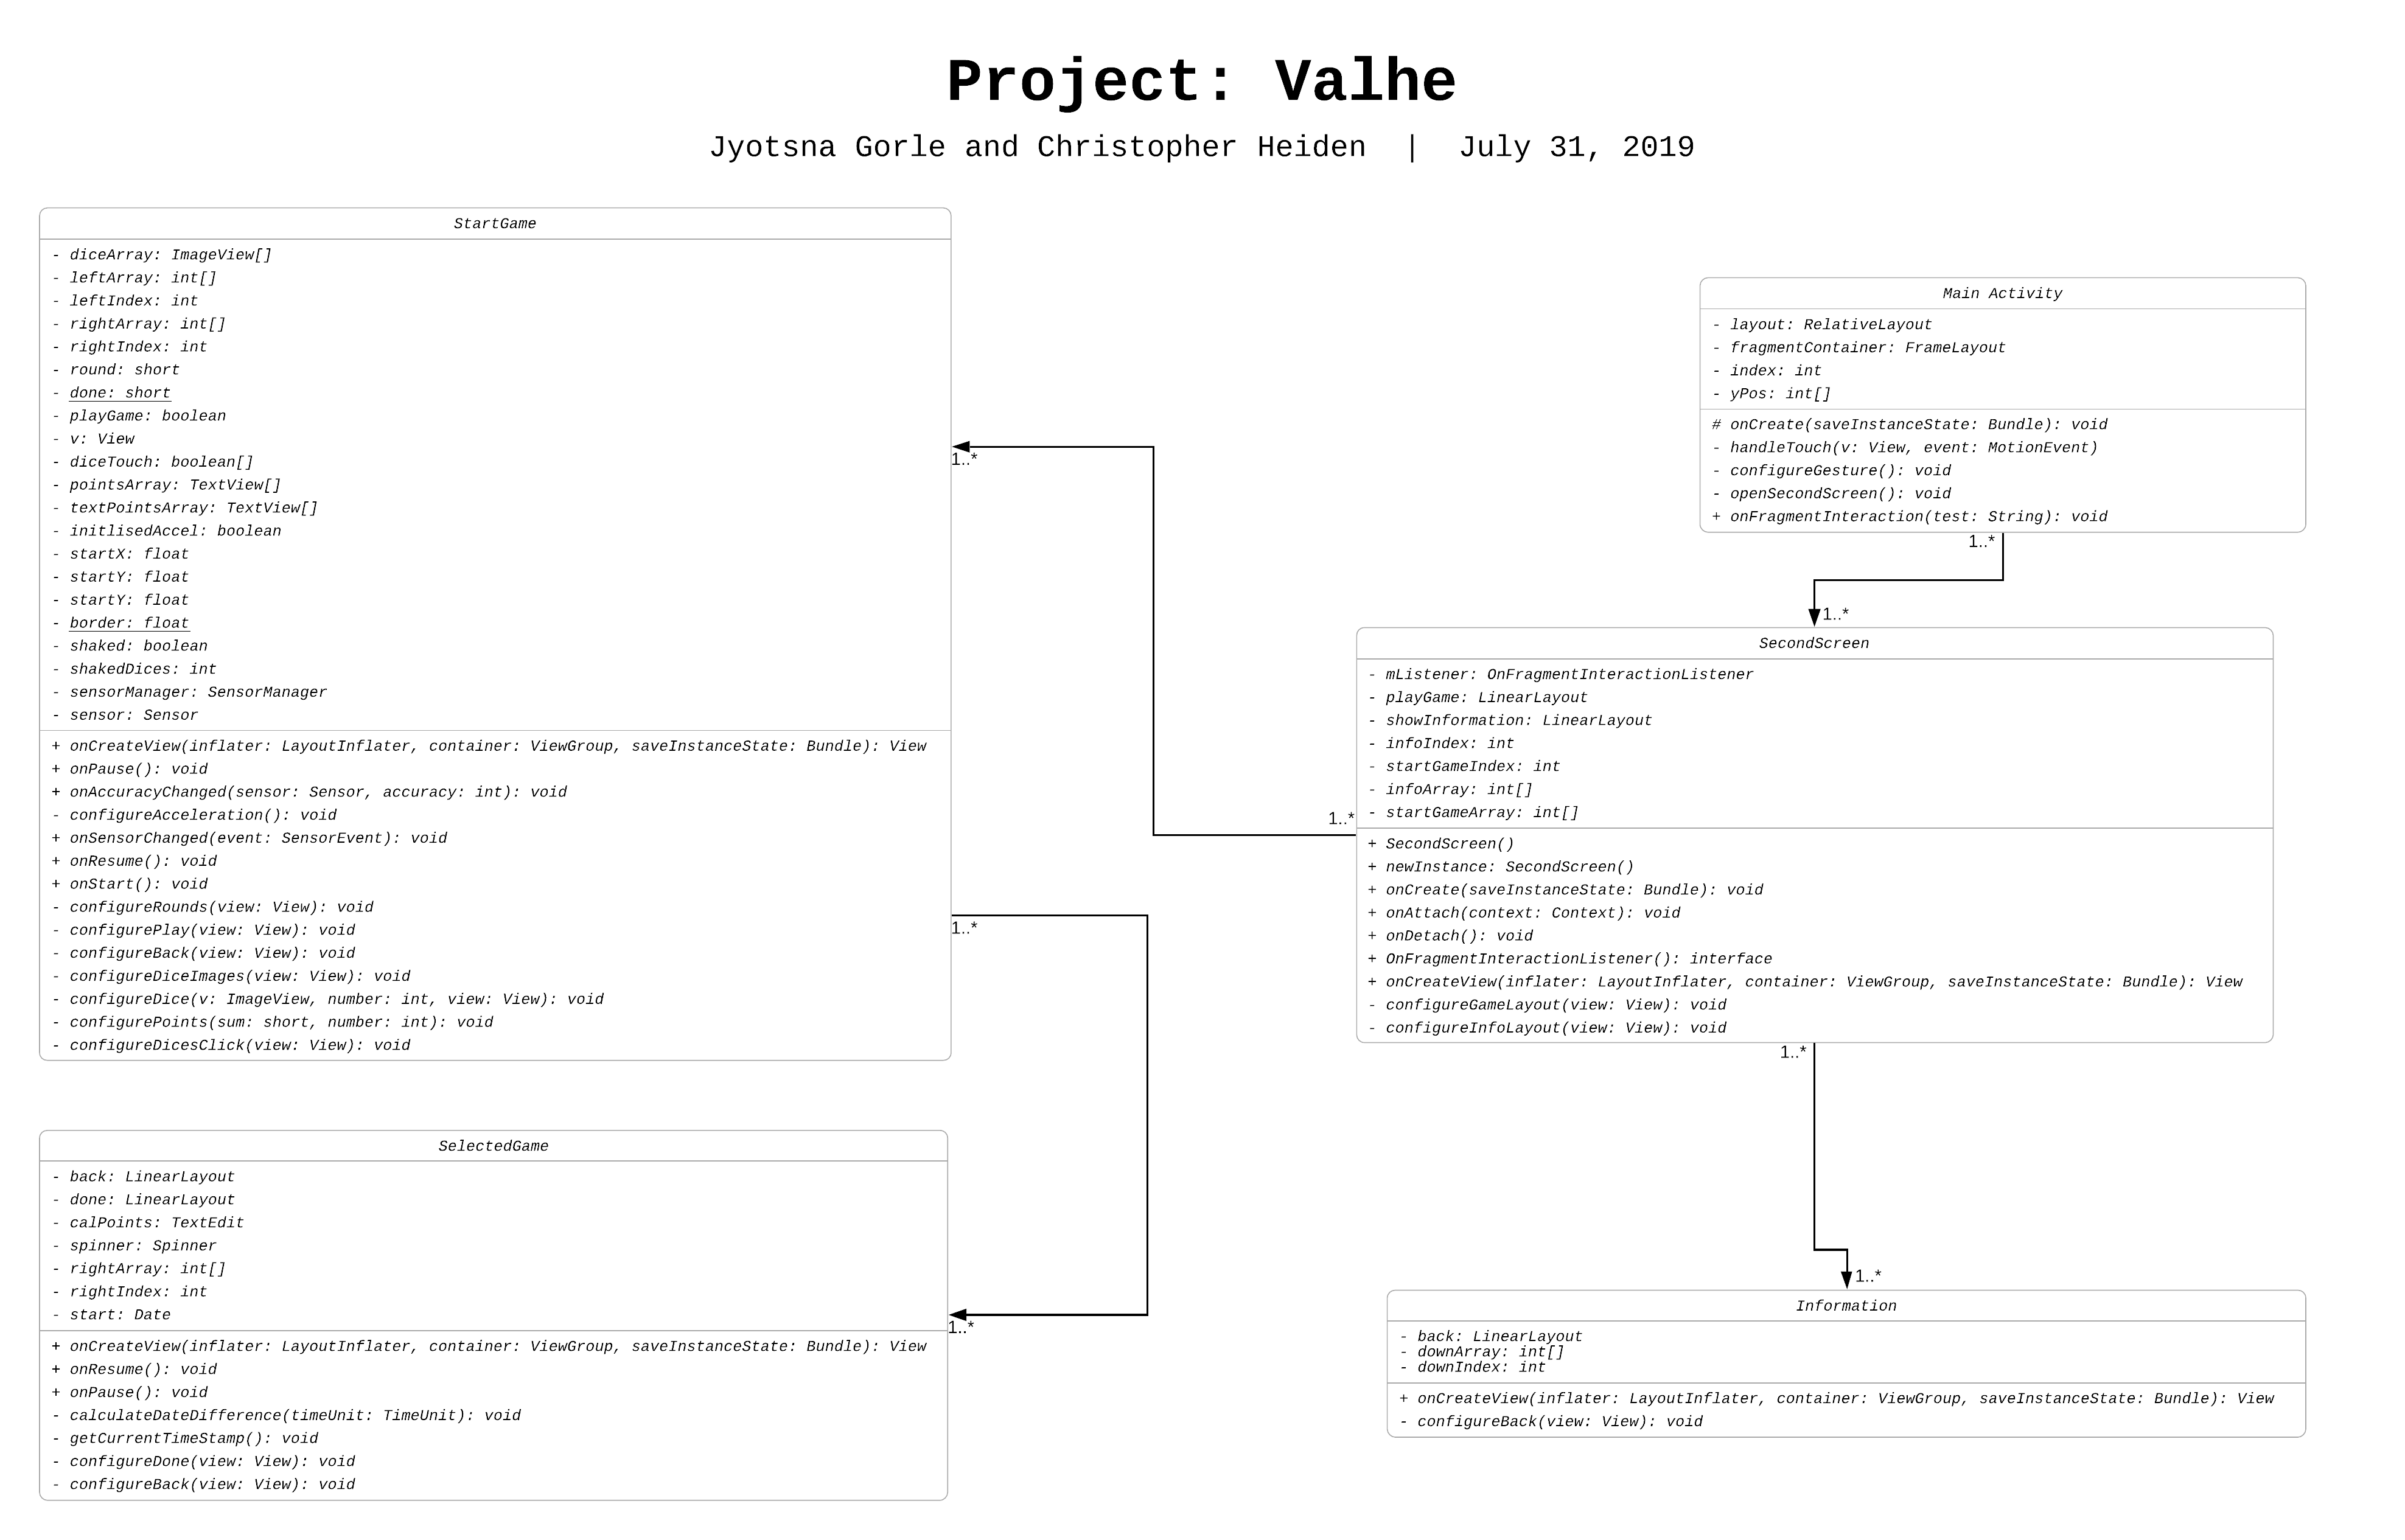 Project: Valhe
Jyotsna Gorle and Christopher Heiden | July 31, 2019
StartGame
- diceArray: ImageView[]
- leftArray: int[]
- leftIndex: int
- rightArray: int[]
- rightIndex: int
- round: short
- done: short
- playGame: boolean
- v: View
- diceTouch: boolean[]
- pointsArray: TextView[]
- textPointsArray: TextView[]
- initlisedAccel: boolean
- startX: float
- startY: float
- startY: float
- border: float
- shaked: boolean
- shakedDices: int
- sensorManager: SensorManager
- sensor: Sensor
+ onCreateView(inflater: LayoutInflater, container: ViewGroup, saveInstanceState: Bundle): View
+ onPause(): void
+ onAccuracyChanged(sensor: Sensor, accuracy: int): void
- configureAcceleration(): void
+ onSensorChanged(event: SensorEvent): void
+ onResume(): void
+ onStart(): void
- configureRounds(view: View): void
- configurePlay(view: View): void
- configureBack(view: View): void
- configureDiceImages(view: View): void
- configureDice(v: ImageView, number: int, view: View): void
- configurePoints(sum: short, number: int): void
- configureDicesClick(view: View): void
1..*
1..*
Main Activity
- layout: RelativeLayout
- fragmentContainer: FrameLayout
- index: int
- yPos: int[]
# onCreate(saveInstanceState: Bundle): void
- handleTouch(v: View, event: MotionEvent)
- configureGesture(): void
- openSecondScreen(): void
+ onFragmentInteraction(test: String): void
1..*
1..*
SecondScreen
- mListener: OnFragmentInteractionListener
- playGame: LinearLayout
- showInformation: LinearLayout
- infoIndex: int
- startGameIndex: int
- infoArray: int[]
- startGameArray: int[]
+ SecondScreen()
+ newInstance: SecondScreen()
+ onCreate(saveInstanceState: Bundle): void
+ onAttach(context: Context): void
+ onDetach(): void
+ OnFragmentInteractionListener(): interface
+ onCreateView(inflater: LayoutInflater, container: ViewGroup, saveInstanceState: Bundle): View
- configureGameLayout(view: View): void
- configureInfoLayout(view: View): void
1..*
1..*
1..*
SelectedGame
- back: LinearLayout
- done: LinearLayout
- calPoints: TextEdit
- spinner: Spinner
- rightArray: int[]
- rightIndex: int
- start: Date
+ onCreateView(inflater: LayoutInflater, container: ViewGroup, saveInstanceState: Bundle): View
+ onResume(): void
+ onPause(): void
- calculateDateDifference(timeUnit: TimeUnit): void
- getCurrentTimeStamp(): void
- configureDone(view: View): void
- configureBack(view: View): void
1..*
Information
- back: LinearLayout
- downArray: int[]
- downIndex: int
+ onCreateView(inflater: LayoutInflater, container: ViewGroup, saveInstanceState: Bundle): View
- configureBack(view: View): void